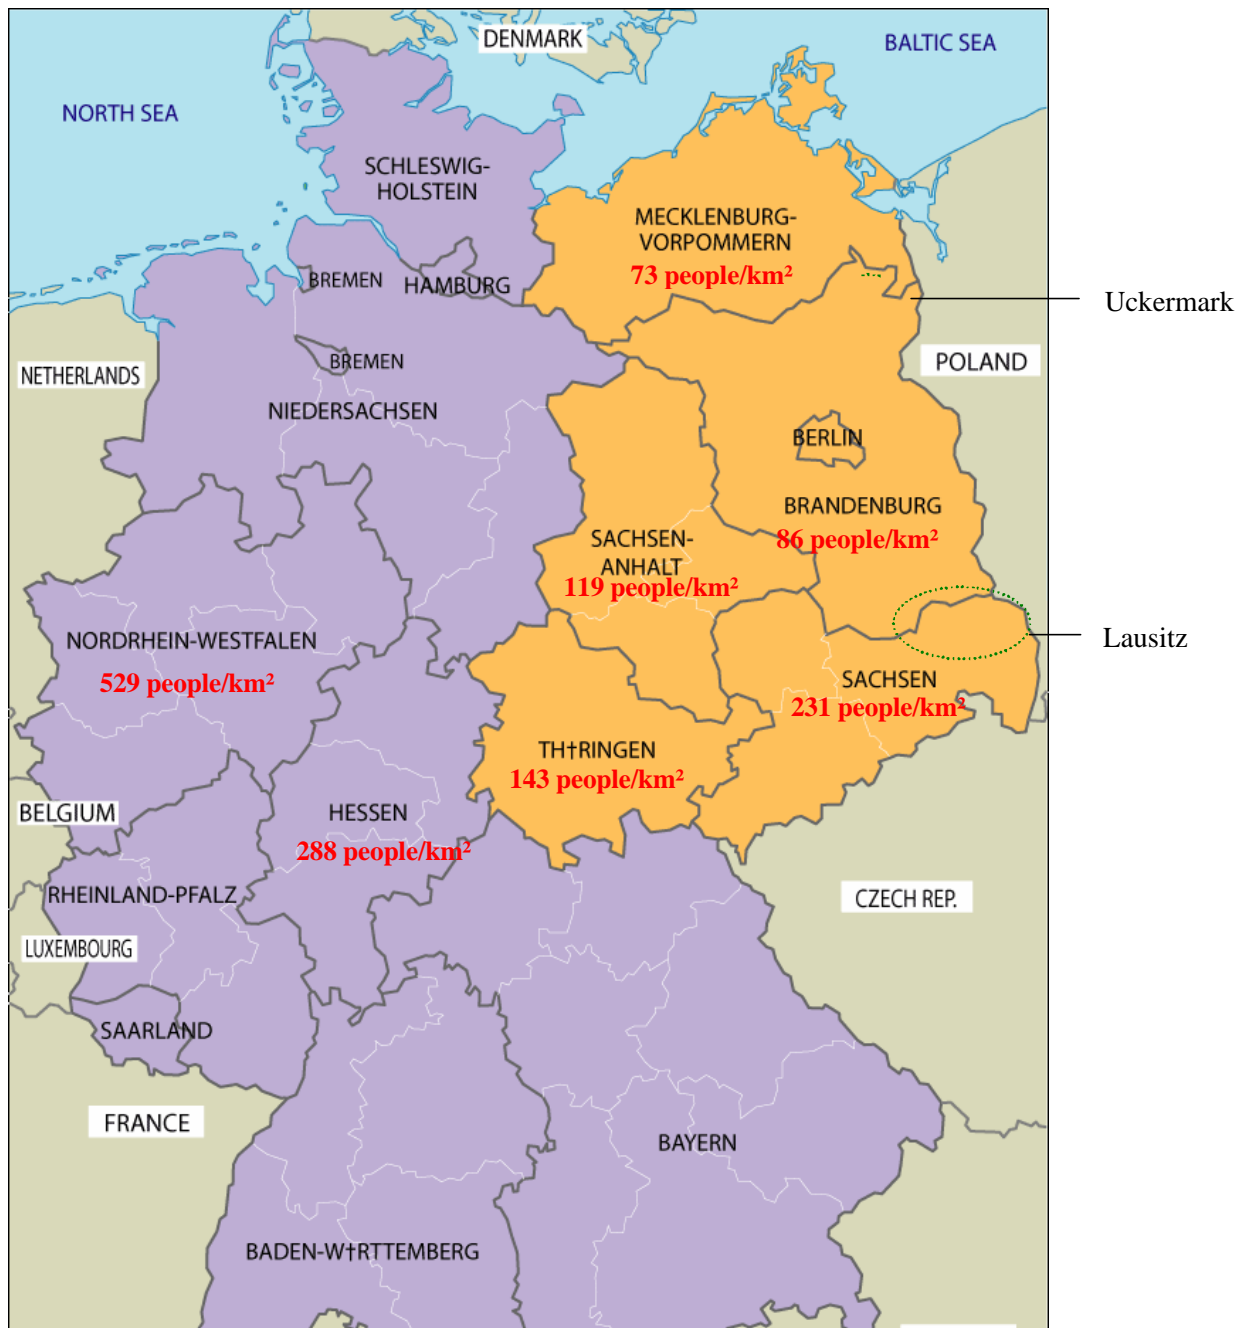 DENMARK
BALTIC SEA
NORTH SEA
SCHLESWIG-
HOLSTEIN
MECKLENBURG-
VORPOMMERN
73 people/km²
BREMEN
HAMBURG
Uckermark
BREMEN
POLAND
NETHERLANDS
NIEDERSACHSEN
BERLIN
BRANDENBURG
86 people/km²
SACHSEN-
ANHALT
119 people/km²
NORDRHEIN-WESTFALEN
529 people/km²
Lausitz
SACHSEN
231 people/km²
TH†RINGEN
143 people/km²
BELGIUM
HESSEN
288 people/km²
RHEINLAND-PFALZ
CZECH REP.
LUXEMBOURG
SAARLAND
FRANCE
BAYERN
BADEN-W†RTTEMBERG